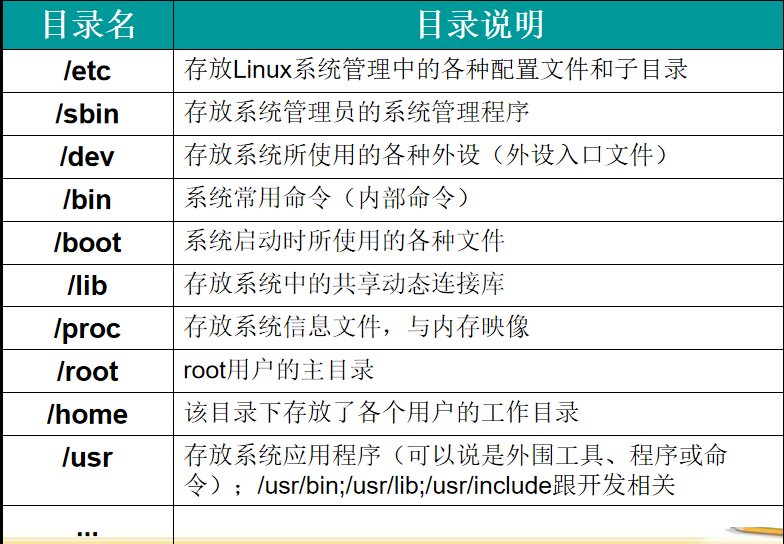 目录名 目录说明
/etc 存放Linux系统管理中的各种配置文件和子目录
/sbin 存放系统管理员的系统管理程序
/dev 存放系统所使用的各种外设（外设入口文件）
/bin 系统常用命令（内部命令）
/boot 系统启动时所使用的各种文件
/lib 存放系统中的共享动态连接库
/proc 存放系统信息文件，与内存映像
/root root用户的主目录
/home 该目录下存放了各个用户的工作目录
/usr 存放系统应用程序（可以说是外围工具、程序或命
令）；/usr/bin;/usr/lib;/usr/include跟开发相关
...